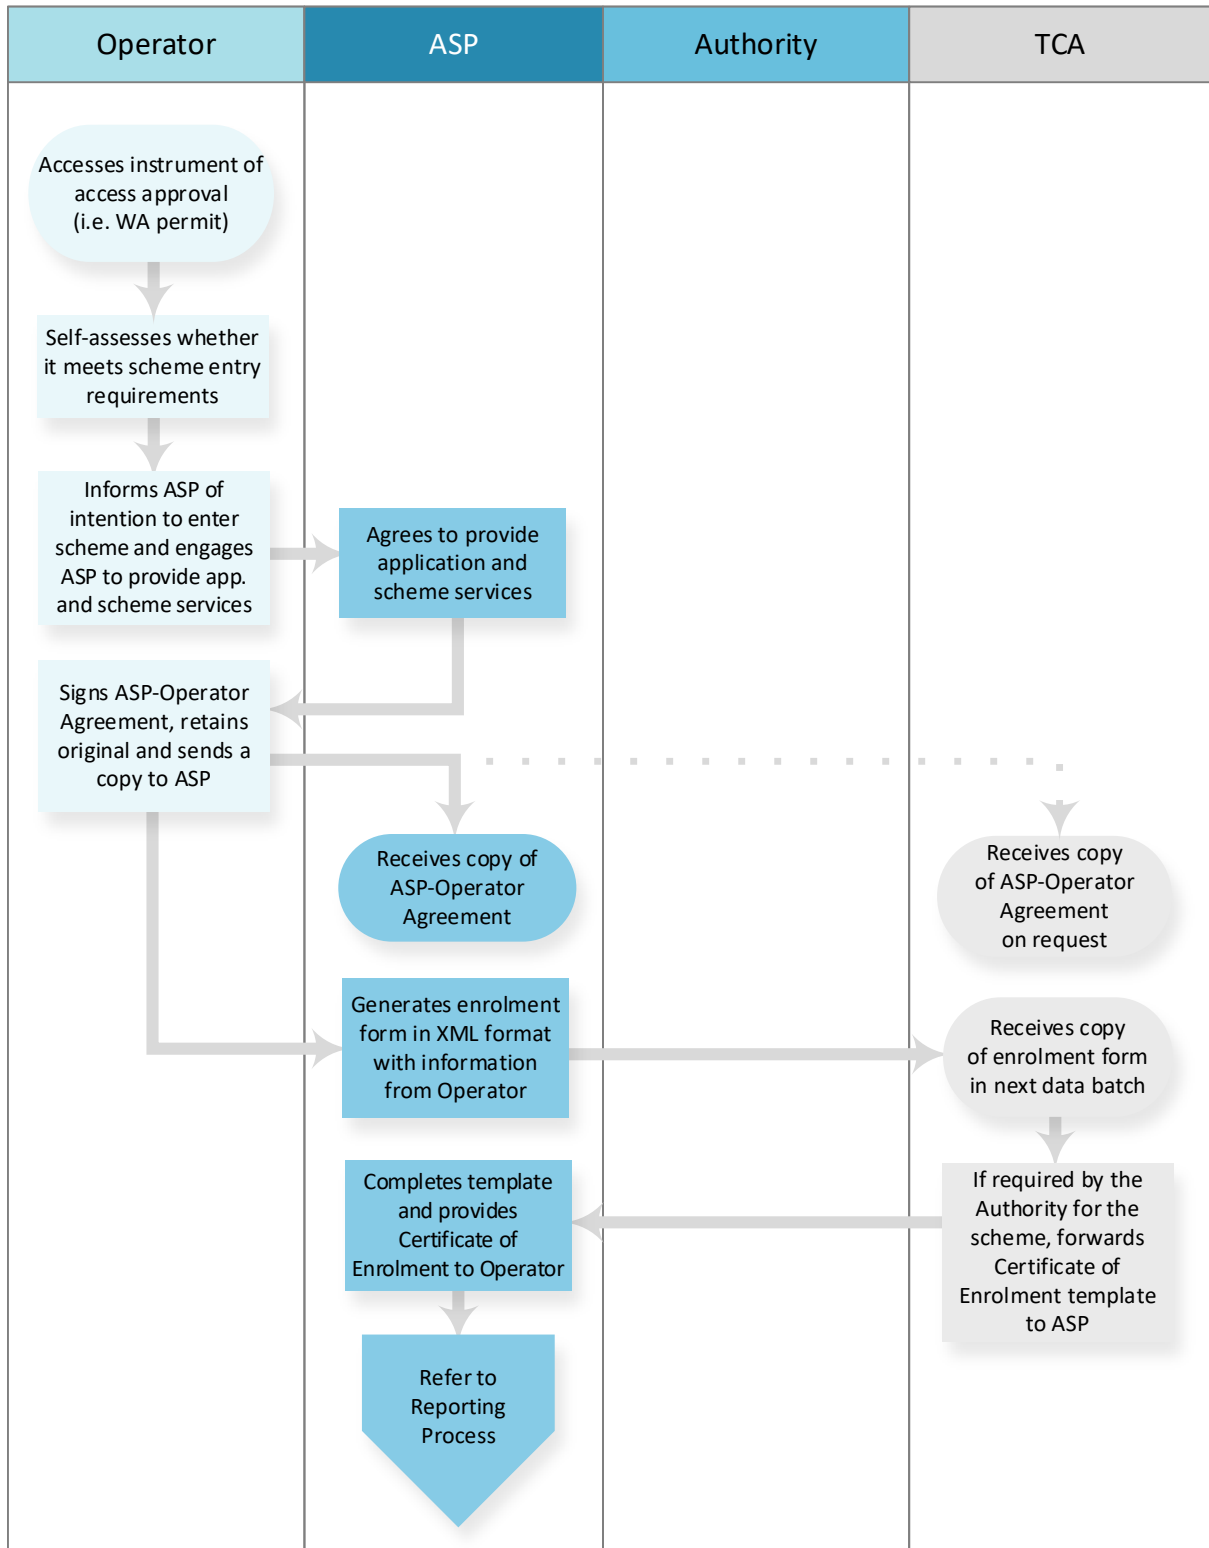 Operator
ASP
Authority
TCA
Accesses instrument of
access approval
(i.e. WA permit)
Self-assesses whether
it meets scheme entry
requirements
Informs ASP of
intention to enter
scheme and engages
ASP to provide app.
and scheme services
Agrees to provide
application and
scheme services
Signs ASP-Operator
Agreement, retains
original and sends a
copy to ASP
Receives copy of
ASP-Operator
Agreement
Receives copy
of ASP-Operator
Agreement
on request
Generates enrolment
form in XML format
with information
from Operator
Receives copy
of enrolment form
in next data batch
Completes template
and provides
Certificate of
Enrolment to Operator
If required by the
Authority for the
scheme, forwards
Certificate of
Enrolment template
to ASP
Refer to
Reporting
Process